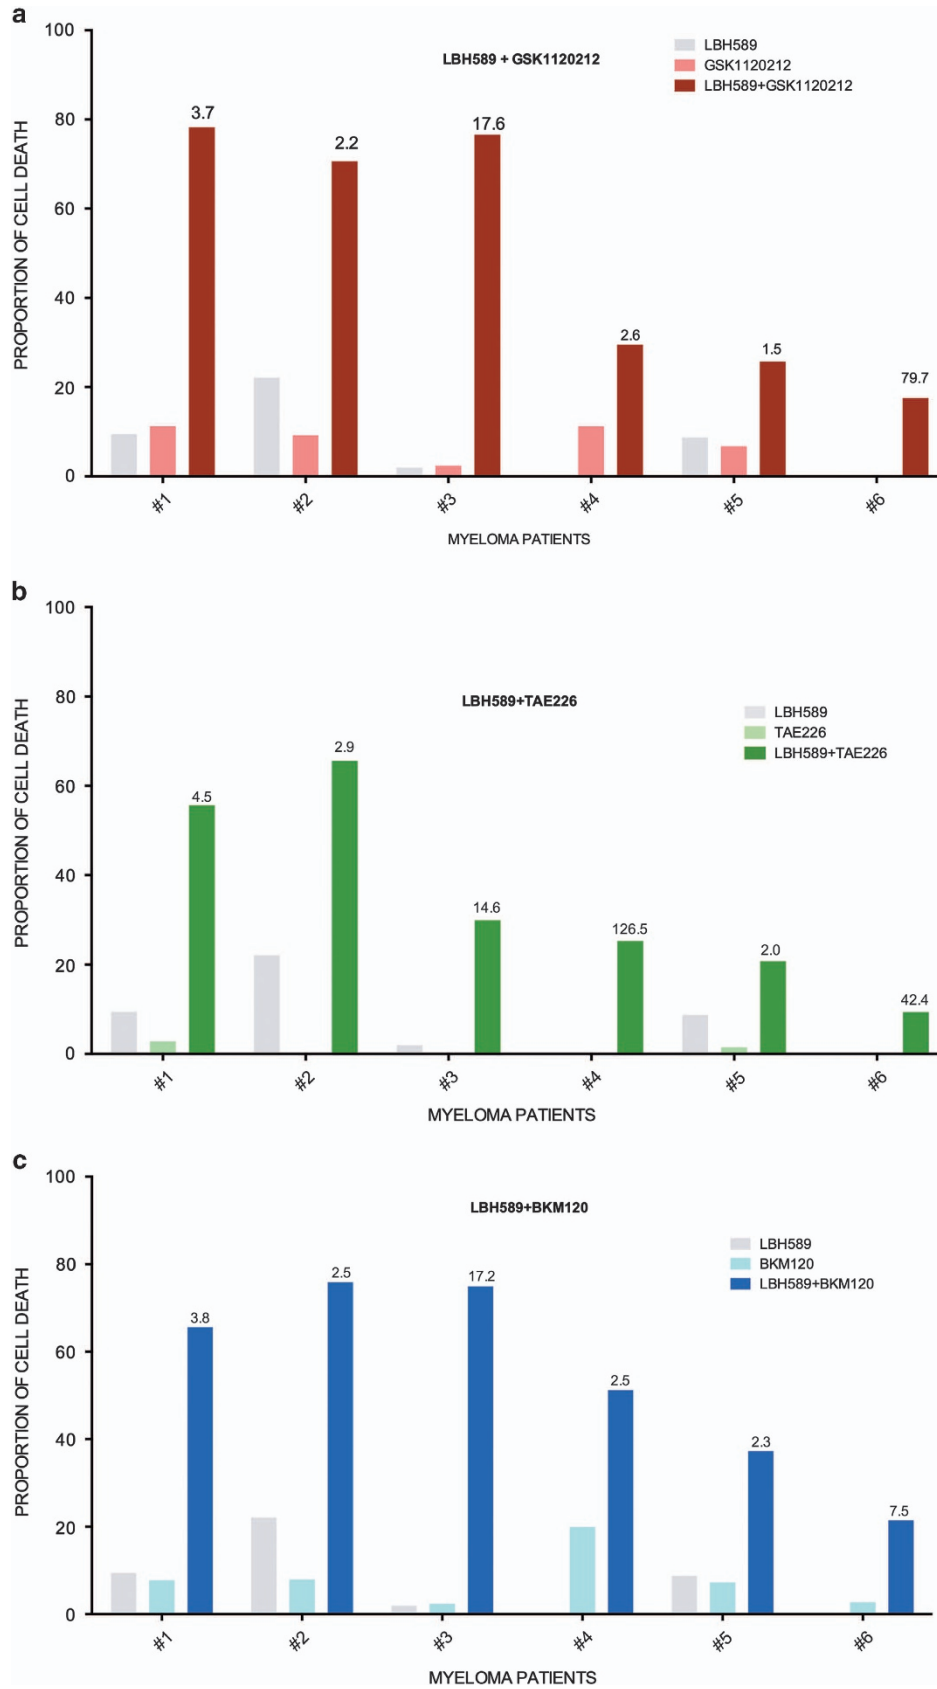 a
100
LBH589 + GSK1120212
LBH589
GSK1120212
LBH589+GSK1120212
PROPORTION OF CELL DEATH
80
60
40
20
0
3.7
2.2
17.6
2.6
1.5
79.7
#1
#2
#3
#4
#5
#6
MYELOMA PATIENTS
b
100
LBH589+TAE226
LBH589
TAE226
LBH589+TAE226
PROPORTION OF CELL DEATH
80
60
40
20
0
4.5
2.9
14.6
126.5
2.0
42.4
#1
#2
#3
#4
#5
#6
MYELOMA PATIENTS
c
100
LBH589+BKM120
LBH589
BKM120
LBH589+BKM120
PROPORTION OF CELL DEATH
80
60
40
20
0
3.8
2.5
17.2
2.5
2.3
7.5
#1
#2
#3
#4
#5
#6
MYELOMA PATIENTS